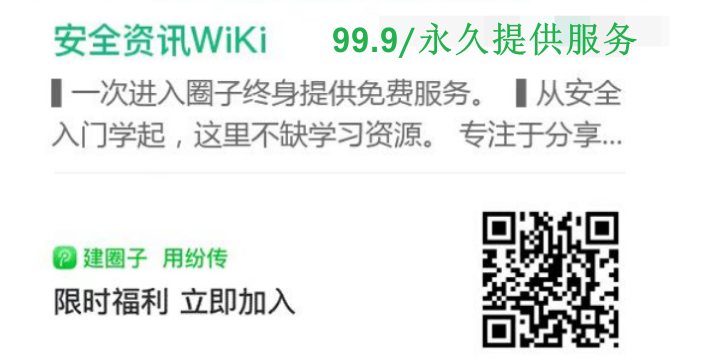 安全资讯WiKi 99.9/永久提供服务
▌一次进入圈子终身提供免费服务。 ▌从安全
入门学起，这里不缺学习资源。 专注于分享...
建圈子 用纷传
限时福利 立即加入